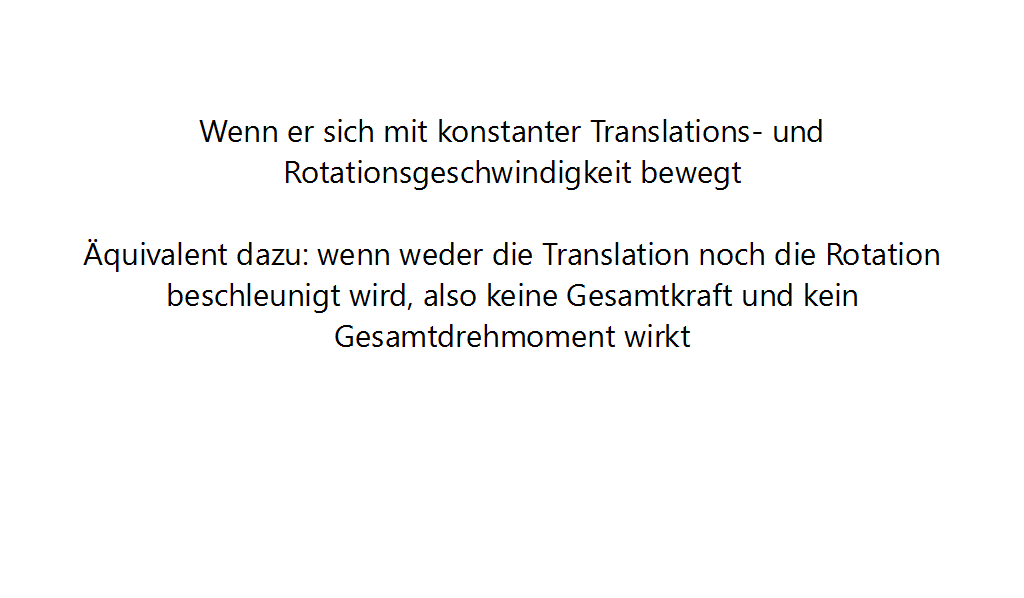 Wenn er sich mit konstanter Translations- und
Rotationsgeschwindigkeit bewegt
Äquivalent dazu: wenn weder die Translation noch die Rotation
beschleunigt wird, also keine Gesamtkraft und kein
Gesamtdrehmoment wirkt